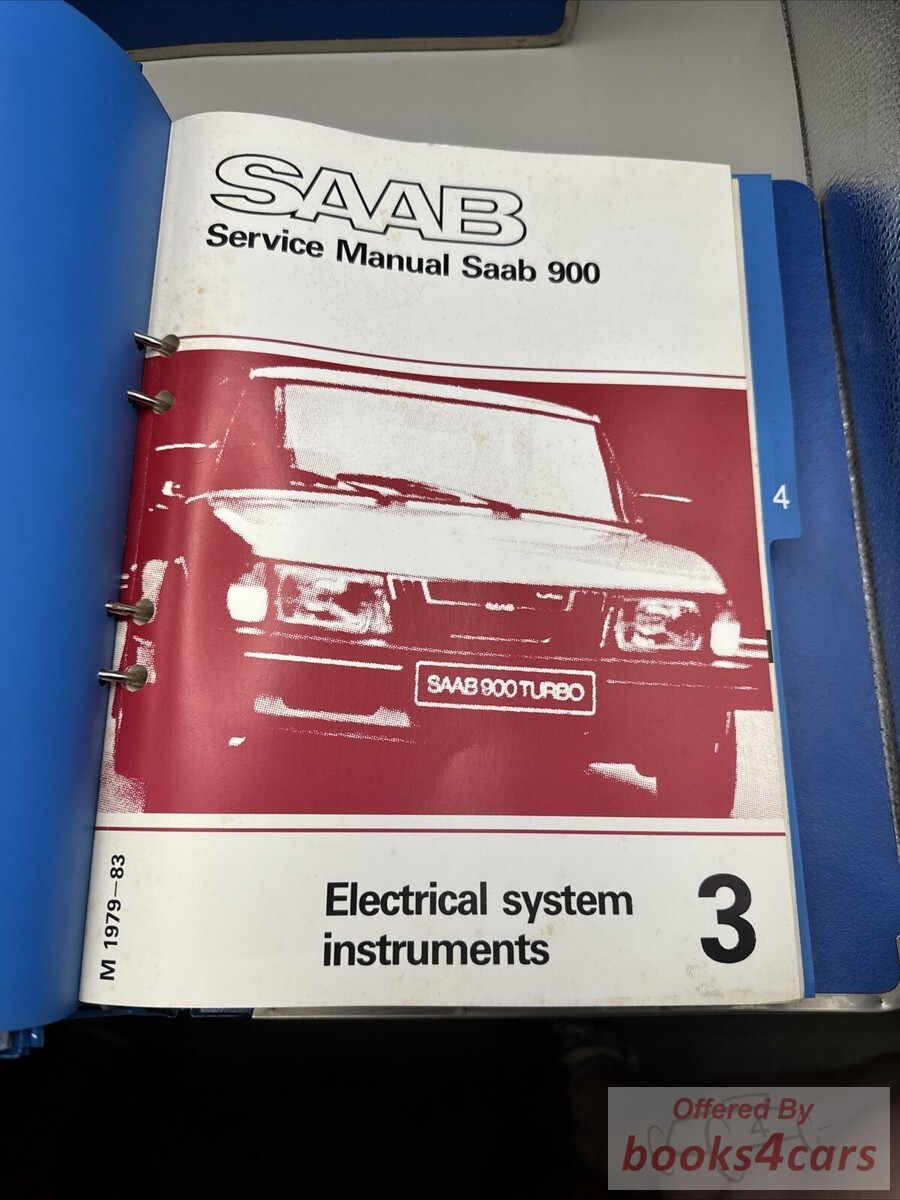 SAAB
Service Manual Saab 900
4
SAAB 900 TURBO
M 1979–83
Electrical system
instruments
3
Offered By
books4cars